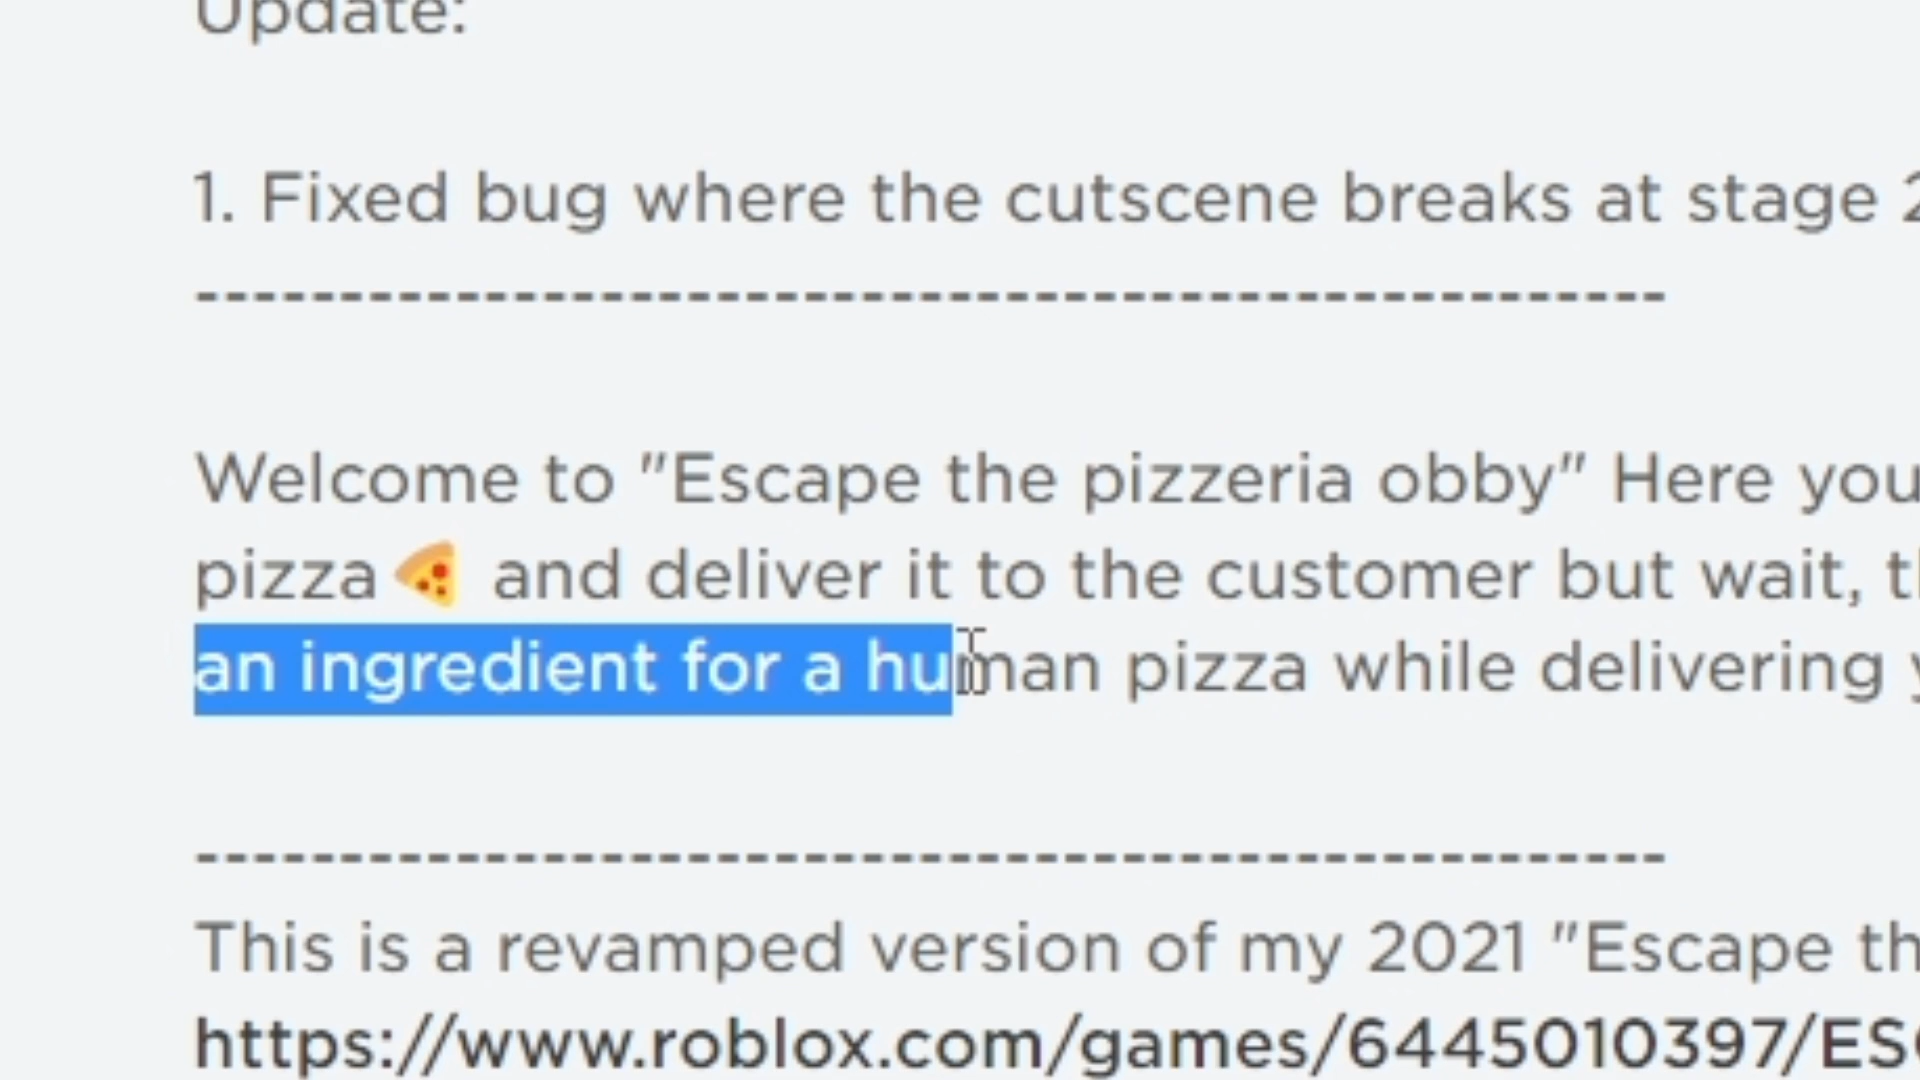 Update:
1. Fixed bug where the cutscene breaks at stage
--------------------------------------------------
Welcome to "Escape the pizzeria obby" Here you
pizza🍕 and deliver it to the customer but wait,
an ingredient for a human pizza while delivering
--------------------------------------------------
This is a revamped version of my 2021 "Escape th
https://www.roblox.com/games/6445010397/ES